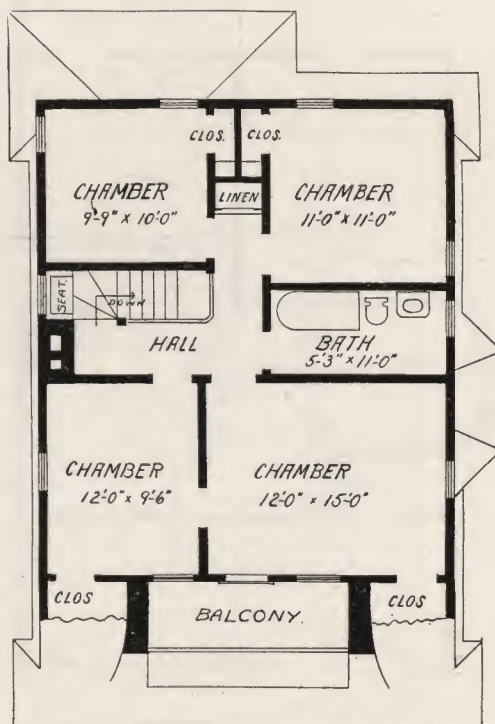 CLOS.
CLOS.
CHAMBER
9'-9" X 10'-0"
LINEN
CHAMBER
11'-0" X 11'-0"
SEAT.
DOWN
HALL
BATH
5'-3" X 11'-0"
CHAMBER
12'-0" X 9'-6"
CHAMBER
12'-0" X 15'-0"
CLOS
BALCONY.
CLOS